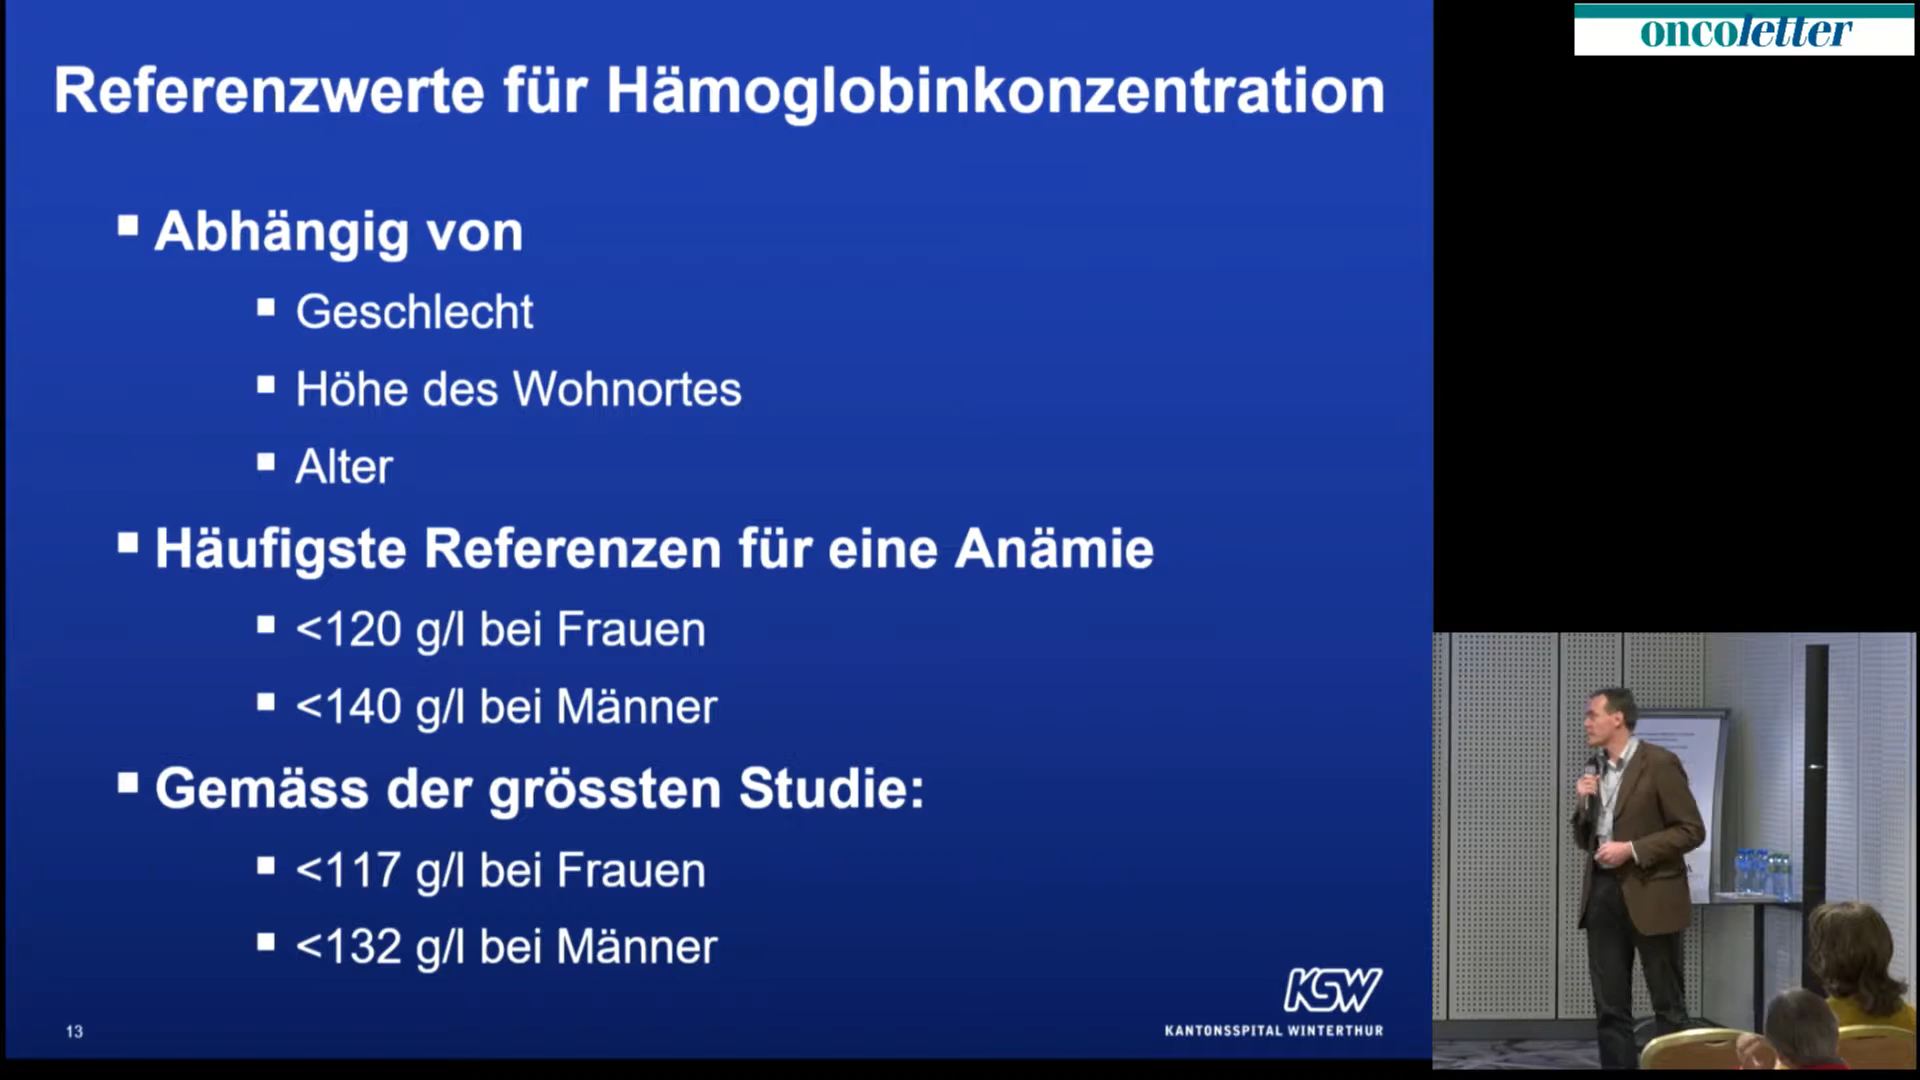 oncoletter
Referenzwerte für Hämoglobinkonzentration
Abhängig von
Geschlecht
Höhe des Wohnortes
Alter
Häufigste Referenzen für eine Anämie
<120 g/l bei Frauen
<140 g/l bei Männer
Gemäss der grössten Studie:
<117 g/l bei Frauen
<132 g/l bei Männer
KSW
KANTONSSPITAL WINTERTHUR
13